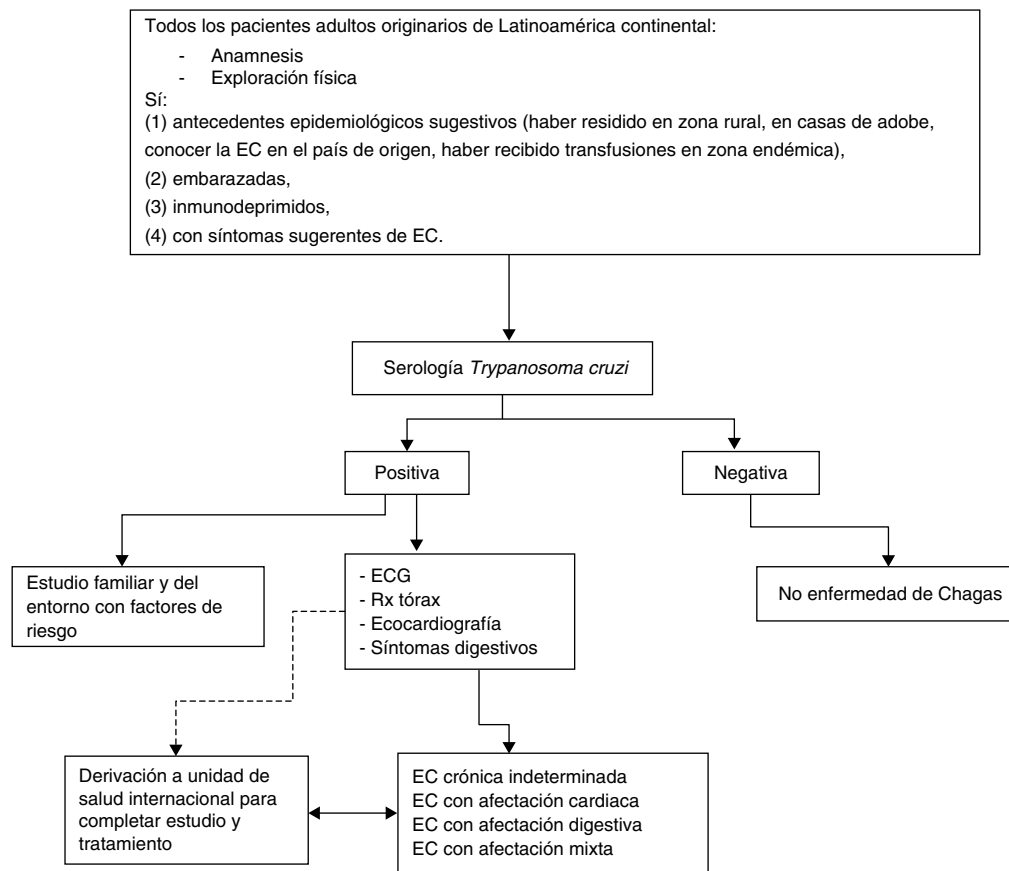 Todos los pacientes adultos originarios de Latinoamérica continental:
- Anamnesis
- Exploración física
Sí:
(1) antecedentes epidemiológicos sugestivos (haber residido en zona rural, en casas de adobe,
conocer la EC en el país de origen, haber recibido transfusiones en zona endémica),
(2) embarazadas,
(3) inmunodeprimidos,
(4) con síntomas sugerentes de EC.
Serología Trypanosoma cruzi
Positiva
Negativa
Estudio familiar y del
entorno con factores de
riesgo
- ECG
- Rx tórax
- Ecocardiografía
- Síntomas digestivos
No enfermedad de Chagas
Derivación a unidad de
salud internacional para
completar estudio y
tratamiento
EC crónica indeterminada
EC con afectación cardiaca
EC con afectación digestiva
EC con afectación mixta